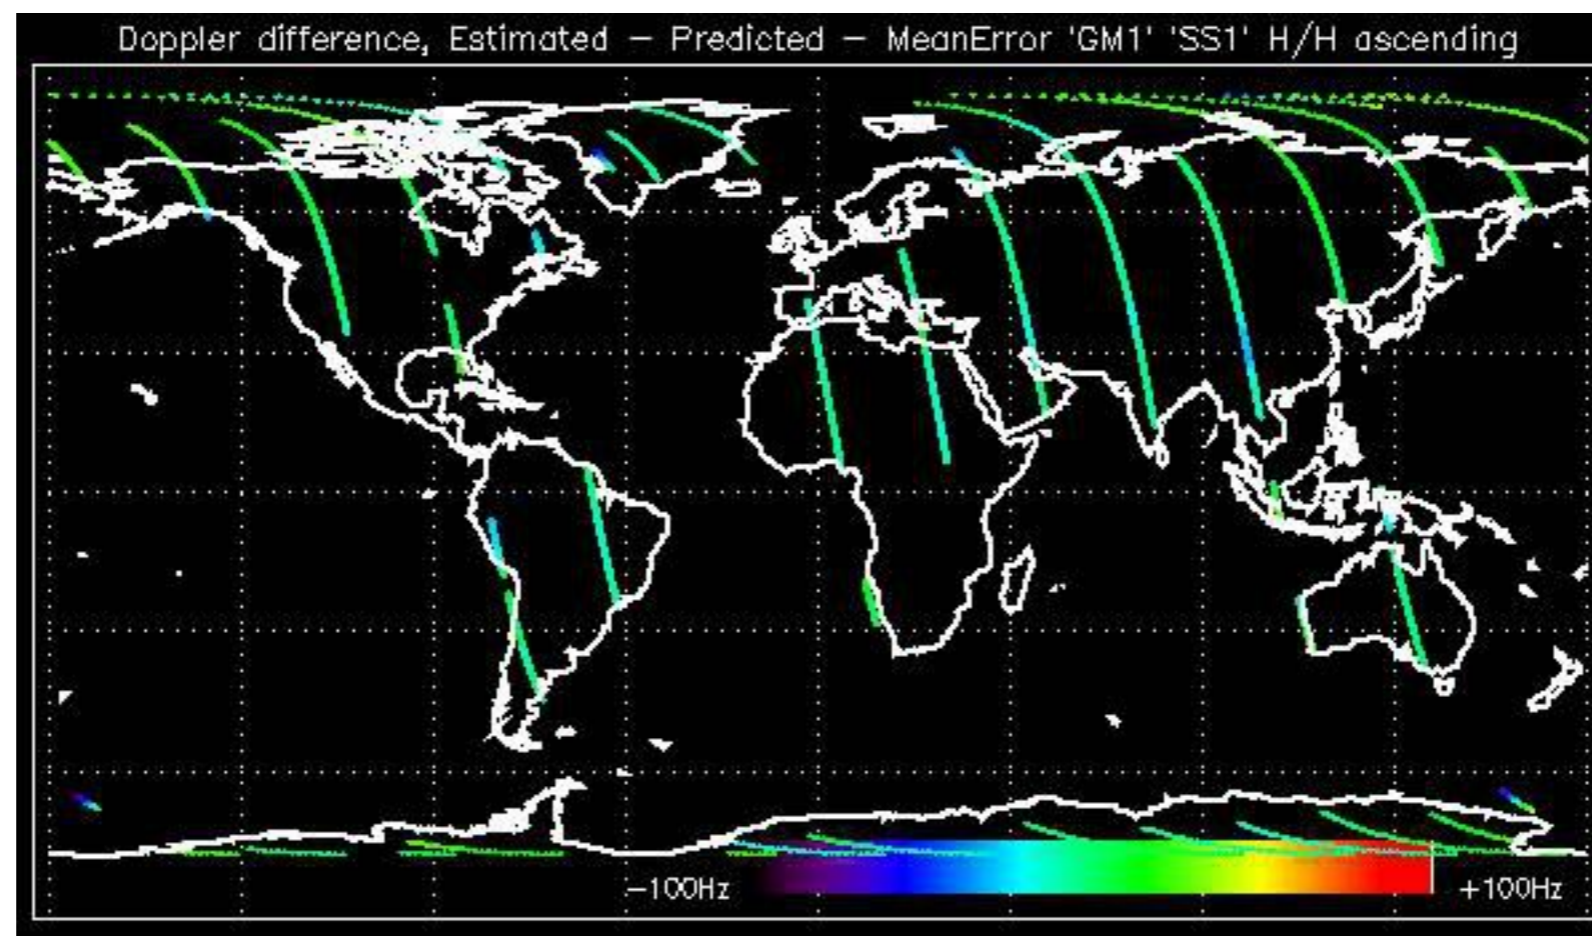 Doppler difference, Estimated – Predicted – MeanError 'GM1' 'SS1' H/H ascending
−100Hz
+100Hz